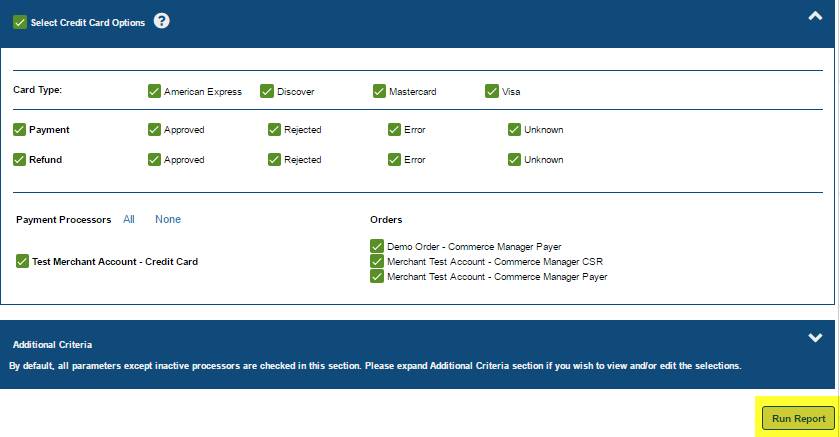 Select Credit Card Options ?
Card Type: American Express Discover Mastercard Visa
Payment Approved Rejected Error Unknown
Refund Approved Rejected Error Unknown
Payment Processors All None Orders
Demo Order - Commerce Manager Payer
Test Merchant Account - Credit Card Merchant Test Account - Commerce Manager CSR
Merchant Test Account - Commerce Manager Payer
Additional Criteria
By default, all parameters except inactive processors are checked in this section. Please expand Additional Criteria section if you wish to view and/or edit the selections.
Run Report